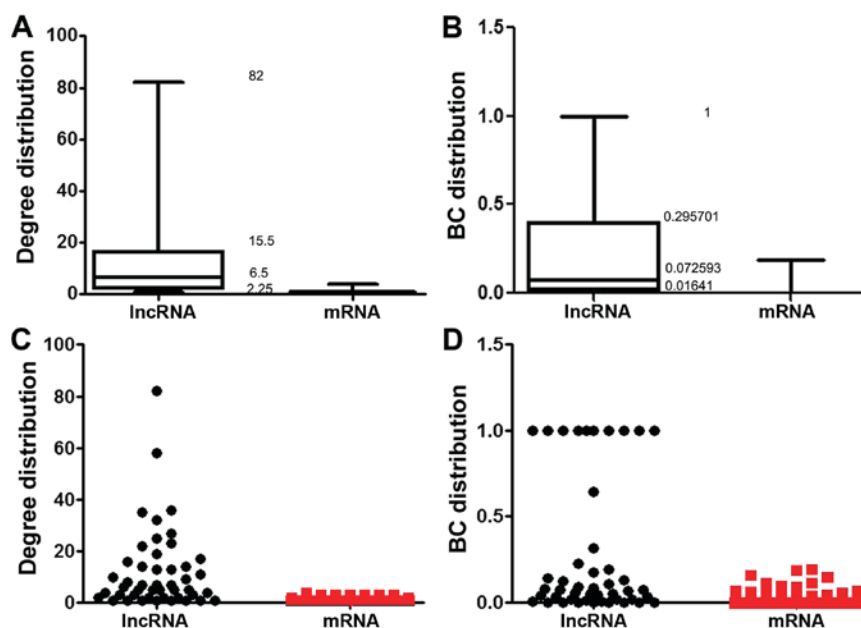 A
Degree distribution
100
80
60
40
20
0
82
15.5
6.5
2.25
lncRNA mRNA
B
BC distribution
1.5
1.0
0.5
0.0
1
0.295701
0.072593
0.01641
lncRNA mRNA
C
Degree distribution
100
80
60
40
20
0
lncRNA mRNA
D
BC distribution
1.5
1.0
0.5
0.0
lncRNA mRNA